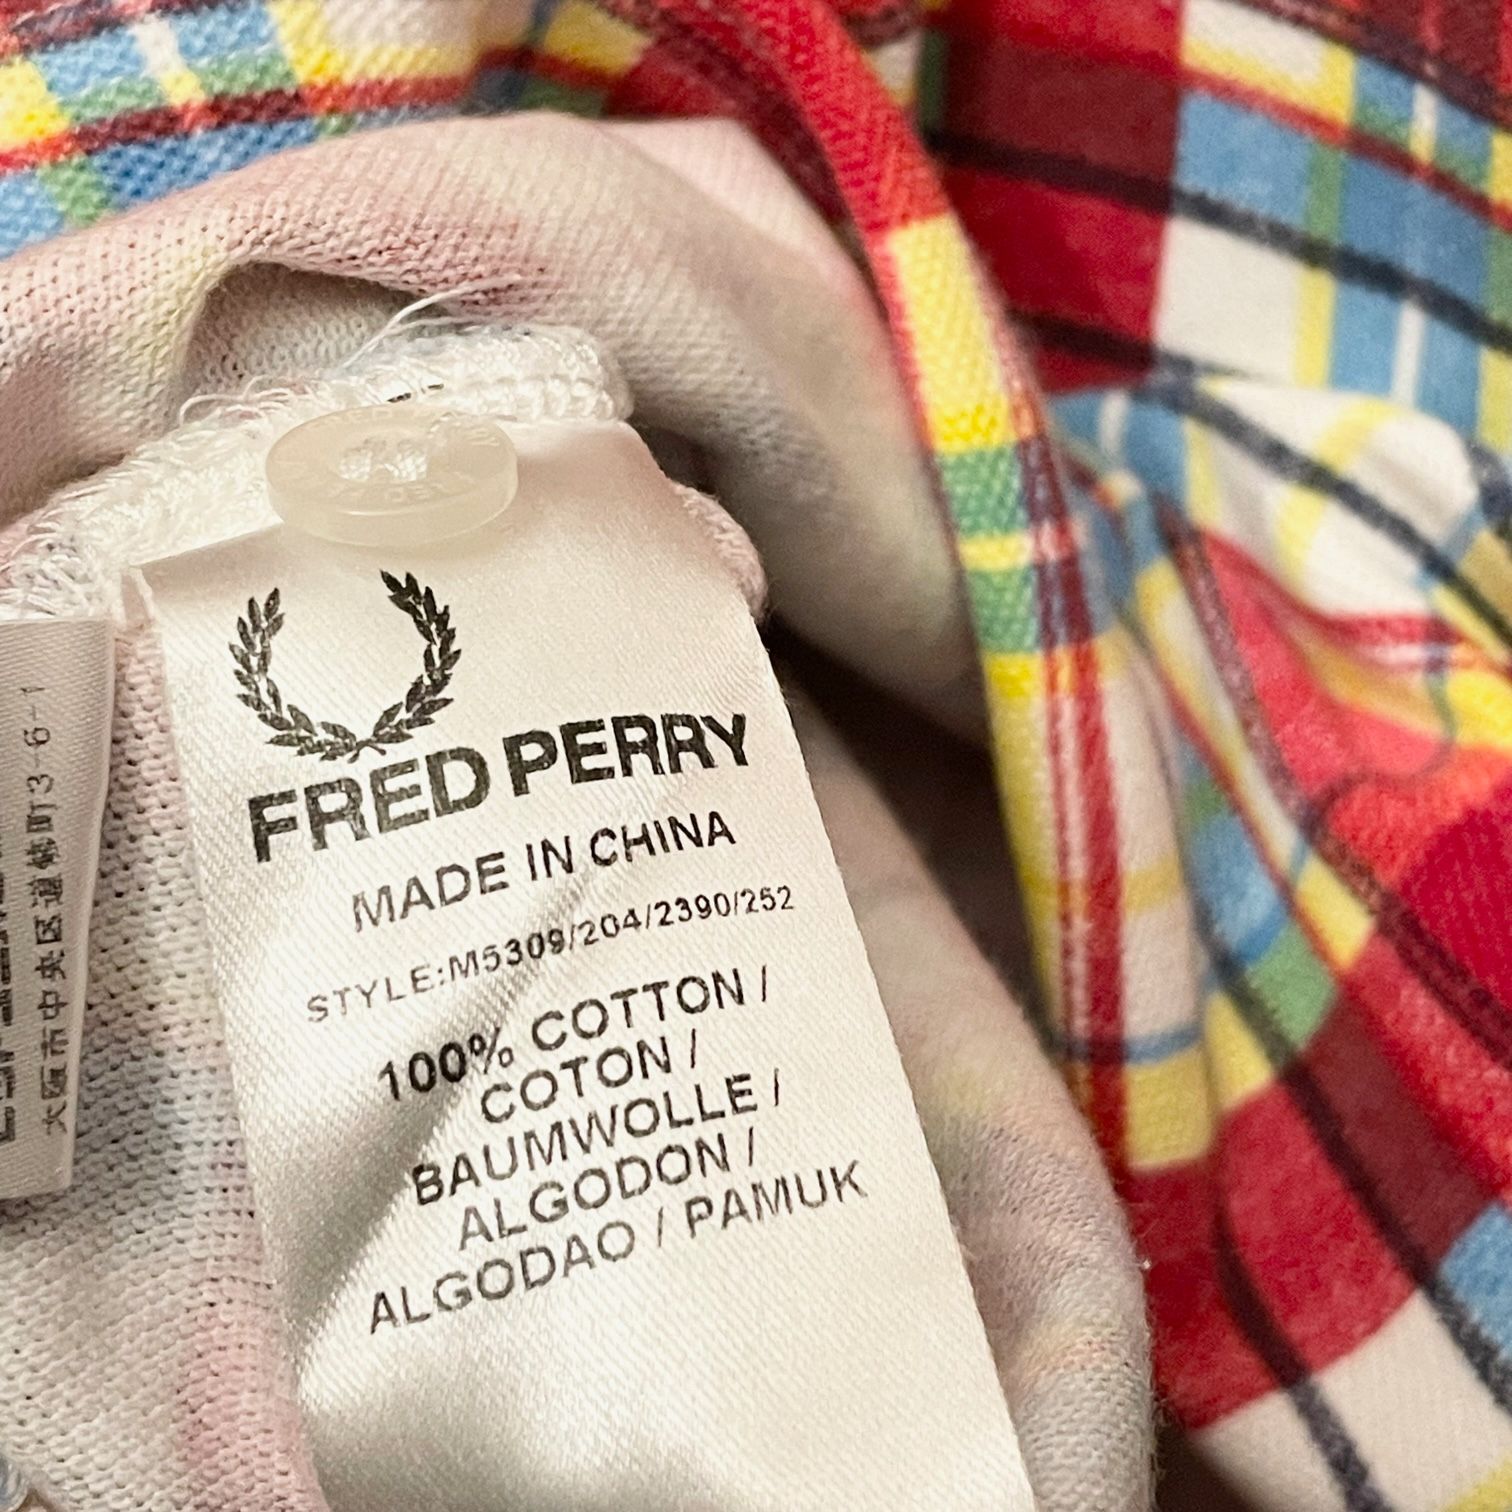 FRED PERRY
MADE IN CHINA
STYLE:M5309/204/2390/252
100% COTTON /
COTON /
BAUMWOLLE /
ALGODON /
ALGODAO / PAMUK
大阪市中央区道修町3-6-1